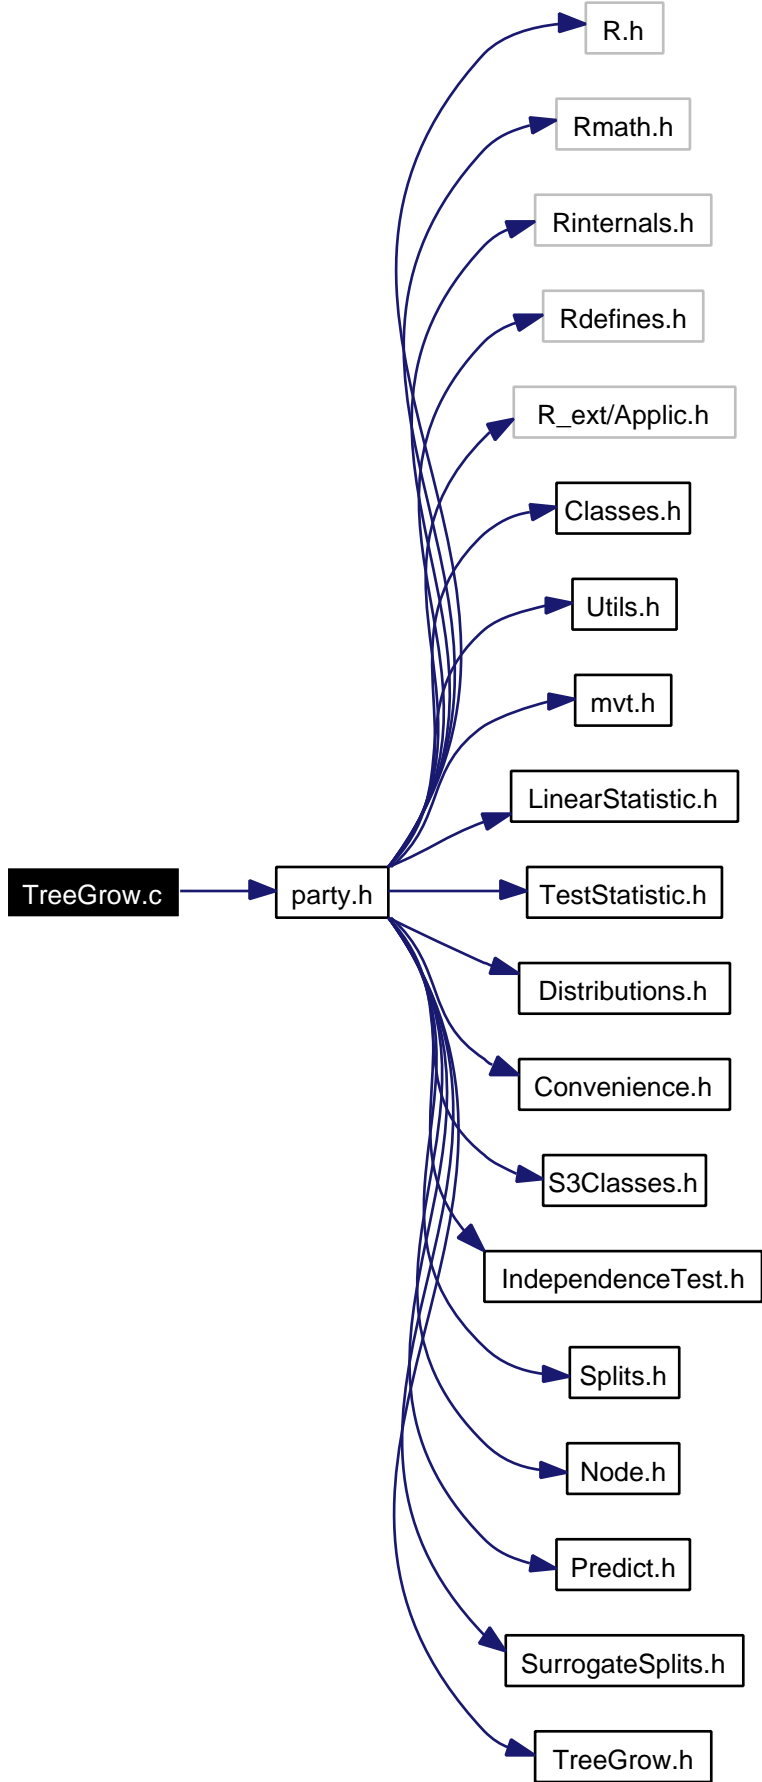 R.h
Rmath.h
Rinternals.h
Rdefines.h
R_ext/Applic.h
Classes.h
Utils.h
mvt.h
LinearStatistic.h
TreeGrow.c
party.h
TestStatistic.h
Distributions.h
Convenience.h
S3Classes.h
IndependenceTest.h
Splits.h
Node.h
Predict.h
SurrogateSplits.h
TreeGrow.h